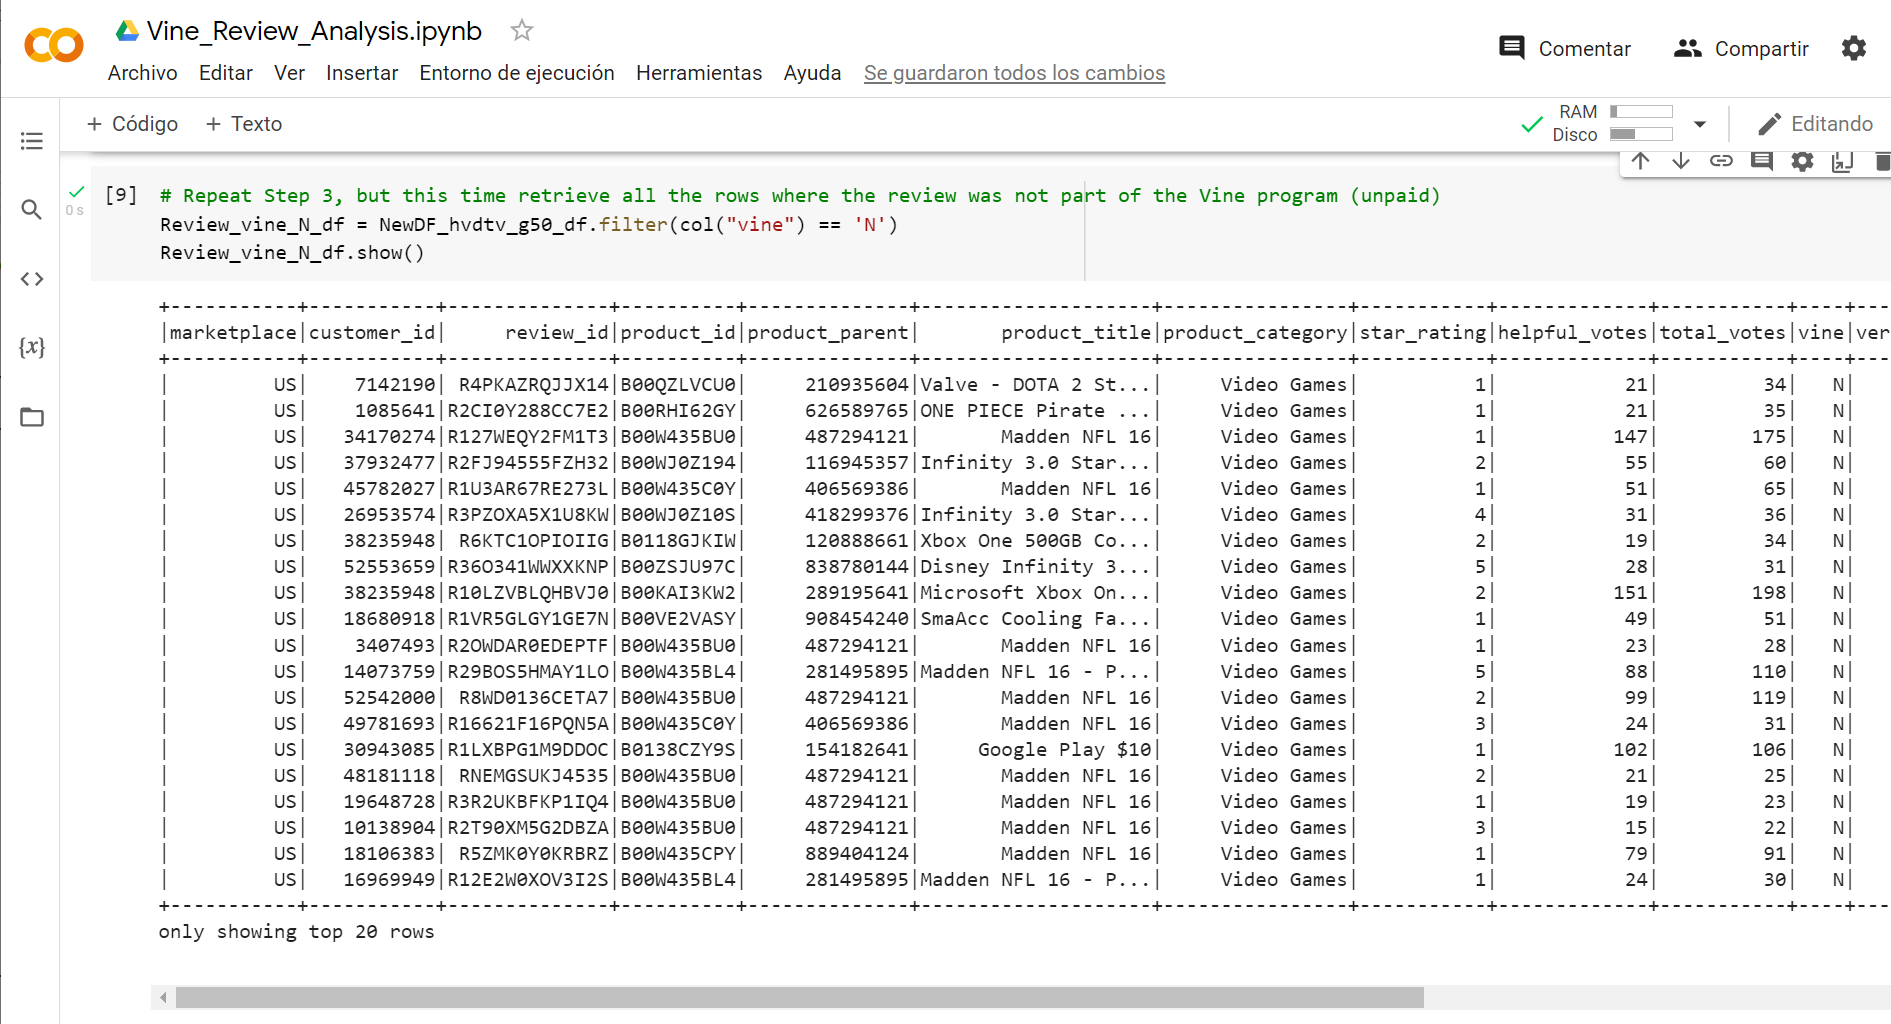 Vine_Review_Analysis.ipynb
Comentar Compartir
Archivo Editar Ver Insertar Entorno de ejecución Herramientas Ayuda Se guardaron todos los cambios
+ Código + Texto
RAM
Disco
Editando
[9] # Repeat Step 3, but this time retrieve all the rows where the review was not part of the Vine program (unpaid)
0 s
Review_vine_N_df = NewDF_hvdtv_g50_df.filter(col("vine") == 'N')
Review_vine_N_df.show()
{x}
+-----------+-----------+--------------+----------+--------------+--------------------+----------------+-----------+-------------+-----------+----+---
|marketplace|customer_id|     review_id|product_id|product_parent|       product_title|product_category|star_rating|helpful_votes|total_votes|vine|ver
+-----------+-----------+--------------+----------+--------------+--------------------+----------------+-----------+-------------+-----------+----+---
|         US|    7142190| R4PKAZRQJJX14|B00QZLVCU0|     210935604|Valve - DOTA 2 St...|     Video Games|          1|           21|         34|   N|
|         US|    1085641|R2CI0Y288CC7E2|B00RHI62GY|     626589765|ONE PIECE Pirate ...|     Video Games|          1|           21|         35|   N|
|         US|   34170274|R127WEQY2FM1T3|B00W435BU0|     487294121|       Madden NFL 16|     Video Games|          1|          147|        175|   N|
|         US|   37932477|R2FJ94555FZH32|B00WJ0Z194|     116945357|Infinity 3.0 Star...|     Video Games|          2|           55|         60|   N|
|         US|   45782027|R1U3AR67RE273L|B00W435C0Y|     406569386|       Madden NFL 16|     Video Games|          1|           51|         65|   N|
|         US|   26953574|R3PZOXA5X1U8KW|B00WJ0Z10S|     418299376|Infinity 3.0 Star...|     Video Games|          4|           31|         36|   N|
|         US|   38235948| R6KTC1OPIOIIG|B0118GJKIW|     120888661|Xbox One 500GB Co...|     Video Games|          2|           19|         34|   N|
|         US|   52553659|R36O341WWXXKNP|B00ZSJU97C|     838780144|Disney Infinity 3...|     Video Games|          5|           28|         31|   N|
|         US|   38235948|R10LZVBLQHBVJ0|B00KAI3KW2|     289195641|Microsoft Xbox On...|     Video Games|          2|          151|        198|   N|
|         US|   18680918|R1VR5GLGY1GE7N|B00VE2VASY|     908454240|SmaAcc Cooling Fa...|     Video Games|          1|           49|         51|   N|
|         US|    3407493|R2OWDAR0EDEPTF|B00W435BU0|     487294121|       Madden NFL 16|     Video Games|          1|           23|         28|   N|
|         US|   14073759|R29BOS5HMAY1LO|B00W435BL4|     281495895|Madden NFL 16 - P...|     Video Games|          5|           88|        110|   N|
|         US|   52542000| R8WD0136CETA7|B00W435BU0|     487294121|       Madden NFL 16|     Video Games|          2|           99|        119|   N|
|         US|   49781693|R16621F16PQN5A|B00W435C0Y|     406569386|       Madden NFL 16|     Video Games|          3|           24|         31|   N|
|         US|   30943085|R1LXBPG1M9DDOC|B0138CZY9S|     154182641|     Google Play $10|     Video Games|          1|          102|        106|   N|
|         US|   48181118| RNEMGSUKJ4535|B00W435BU0|     487294121|       Madden NFL 16|     Video Games|          2|           21|         25|   N|
|         US|   19648728|R3R2UKBFKP1IQ4|B00W435BU0|     487294121|       Madden NFL 16|     Video Games|          1|           19|         23|   N|
|         US|   10138904|R2T90XM5G2DBZA|B00W435BU0|     487294121|       Madden NFL 16|     Video Games|          3|           15|         22|   N|
|         US|   18106383| R5ZMK0Y0KRBRZ|B00W435CPY|     889404124|       Madden NFL 16|     Video Games|          1|           79|         91|   N|
|         US|   16969949|R12E2W0XOV3I2S|B00W435BL4|     281495895|Madden NFL 16 - P...|     Video Games|          1|           24|         30|   N|
+-----------+-----------+--------------+----------+--------------+--------------------+----------------+-----------+-------------+-----------+----+---
only showing top 20 rows